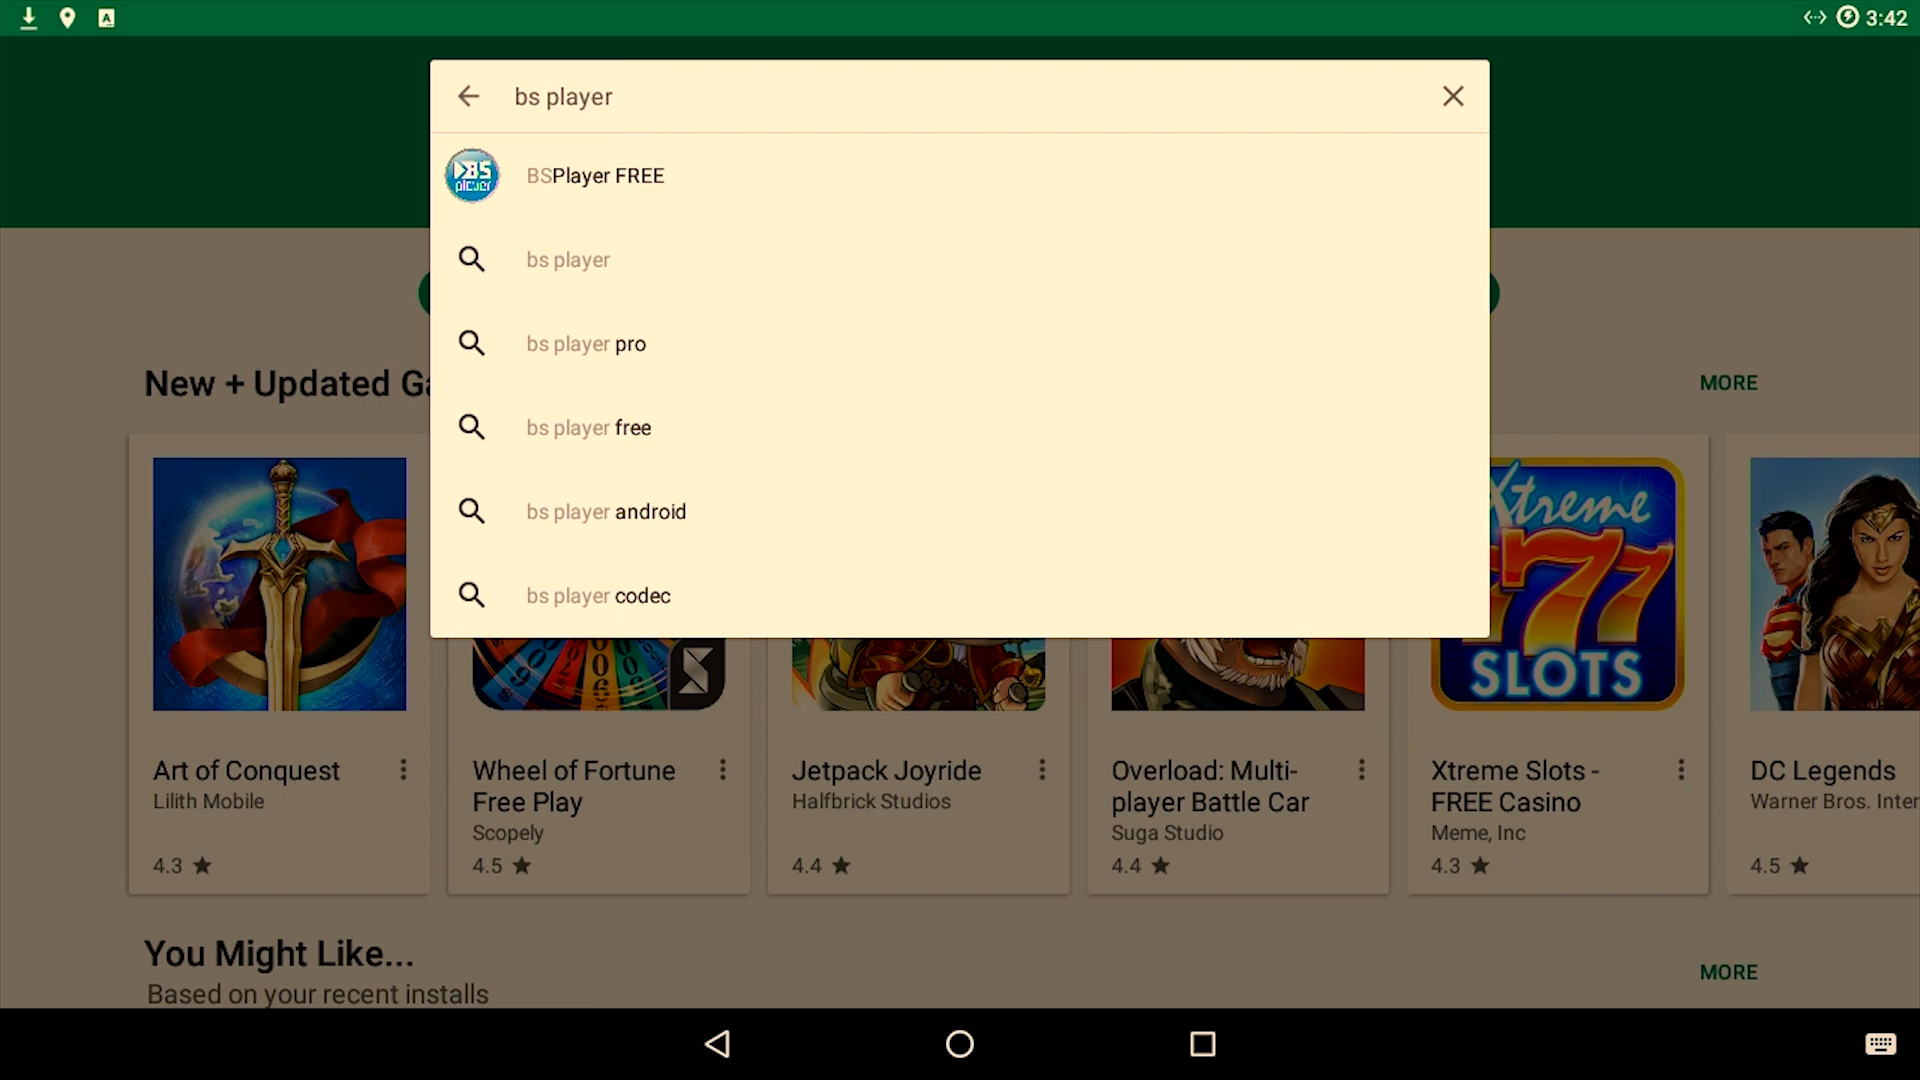 3:42
bs player
BSPlayer FREE
bs player
bs player pro
bs player free
bs player android
bs player codec
New + Updated Ga
MORE
Xtreme
777
SLOTS
Art of Conquest
Lilith Mobile
4.3
Wheel of Fortune
Free Play
Scopely
4.5
Jetpack Joyride
Halfbrick Studios
4.4
Overload: Multi-
player Battle Car
Suga Studio
4.4
Xtreme Slots -
FREE Casino
Meme, Inc
4.3
DC Legends
Warner Bros. Inter
4.5
You Might Like...
MORE
Based on your recent installs